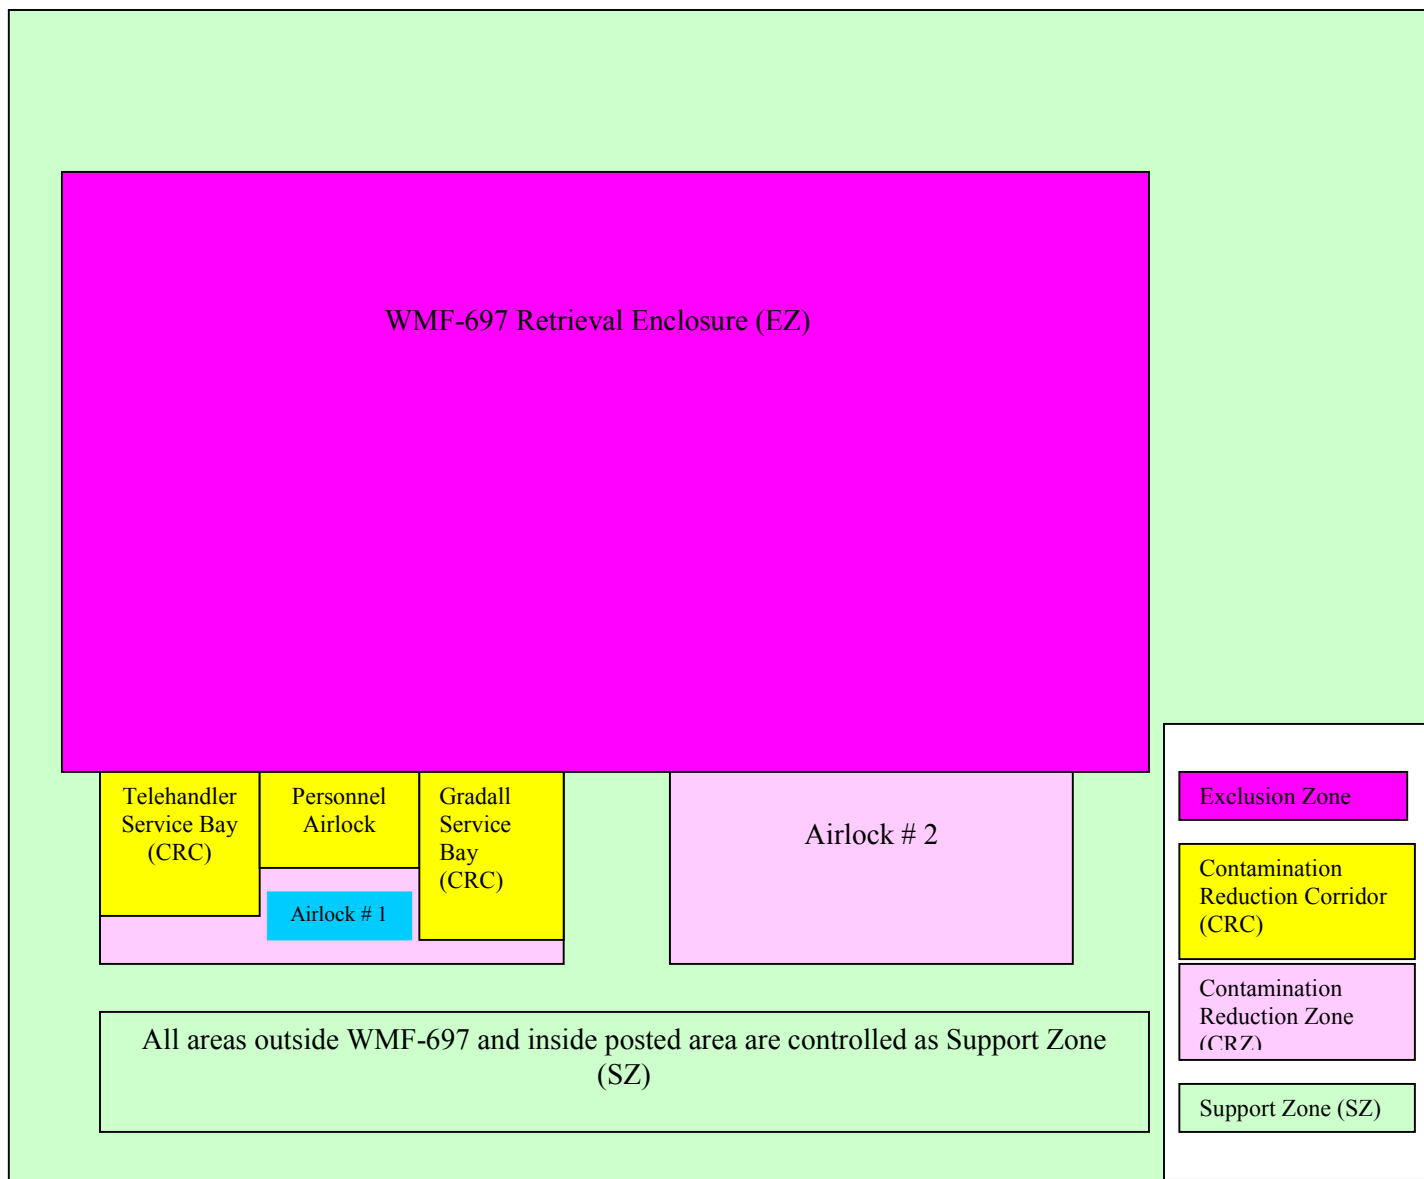 WMF-697 Retrieval Enclosure (EZ)
Telehandler
Service Bay
(CRC)
Personnel
Airlock
Gradall
Service
Bay
(CRC)
Airlock # 1
Airlock # 2
All areas outside WMF-697 and inside posted area are controlled as Support Zone
(SZ)
Exclusion Zone
Contamination
Reduction Corridor
(CRC)
Contamination
Reduction Zone
(CRZ)
Support Zone (SZ)